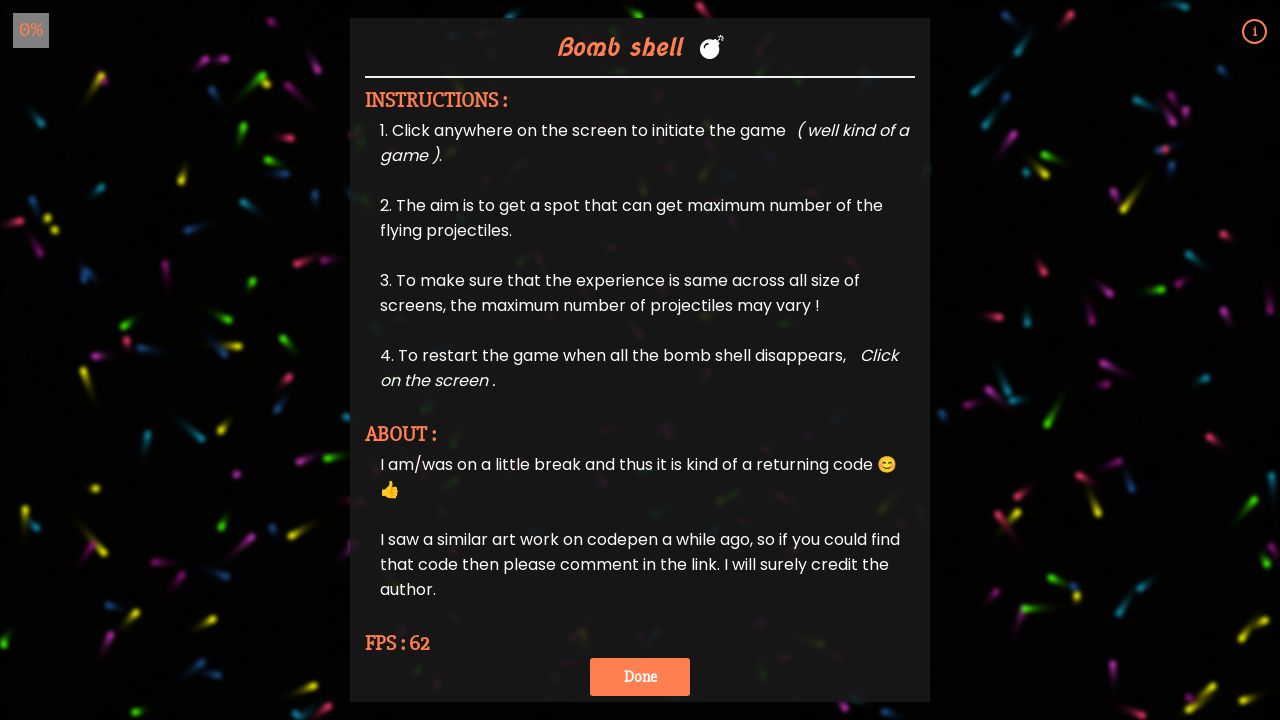 0%
i
Bomb shell 💣
INSTRUCTIONS :
1. Click anywhere on the screen to initiate the game ( well kind of a
game ).
2. The aim is to get a spot that can get maximum number of the
flying projectiles.
3. To make sure that the experience is same across all size of
screens, the maximum number of projectiles may vary !
4. To restart the game when all the bomb shell disappears, Click
on the screen .
ABOUT :
I am/was on a little break and thus it is kind of a returning code 😊
👍
I saw a similar art work on codepen a while ago, so if you could find
that code then please comment in the link. I will surely credit the
author.
FPS : 62
Done